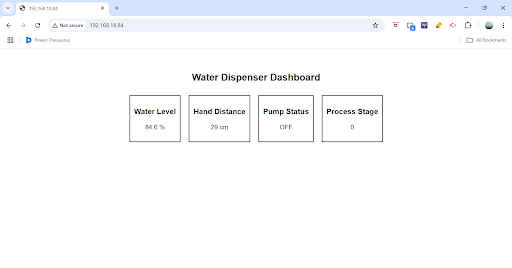 192.168.18.84
Not secure
192.168.18.84
Power Thesaurus
All Bookmarks
Water Dispenser Dashboard
Water Level
84.6 %
Hand Distance
29 cm
Pump Status
OFF
Process Stage
0